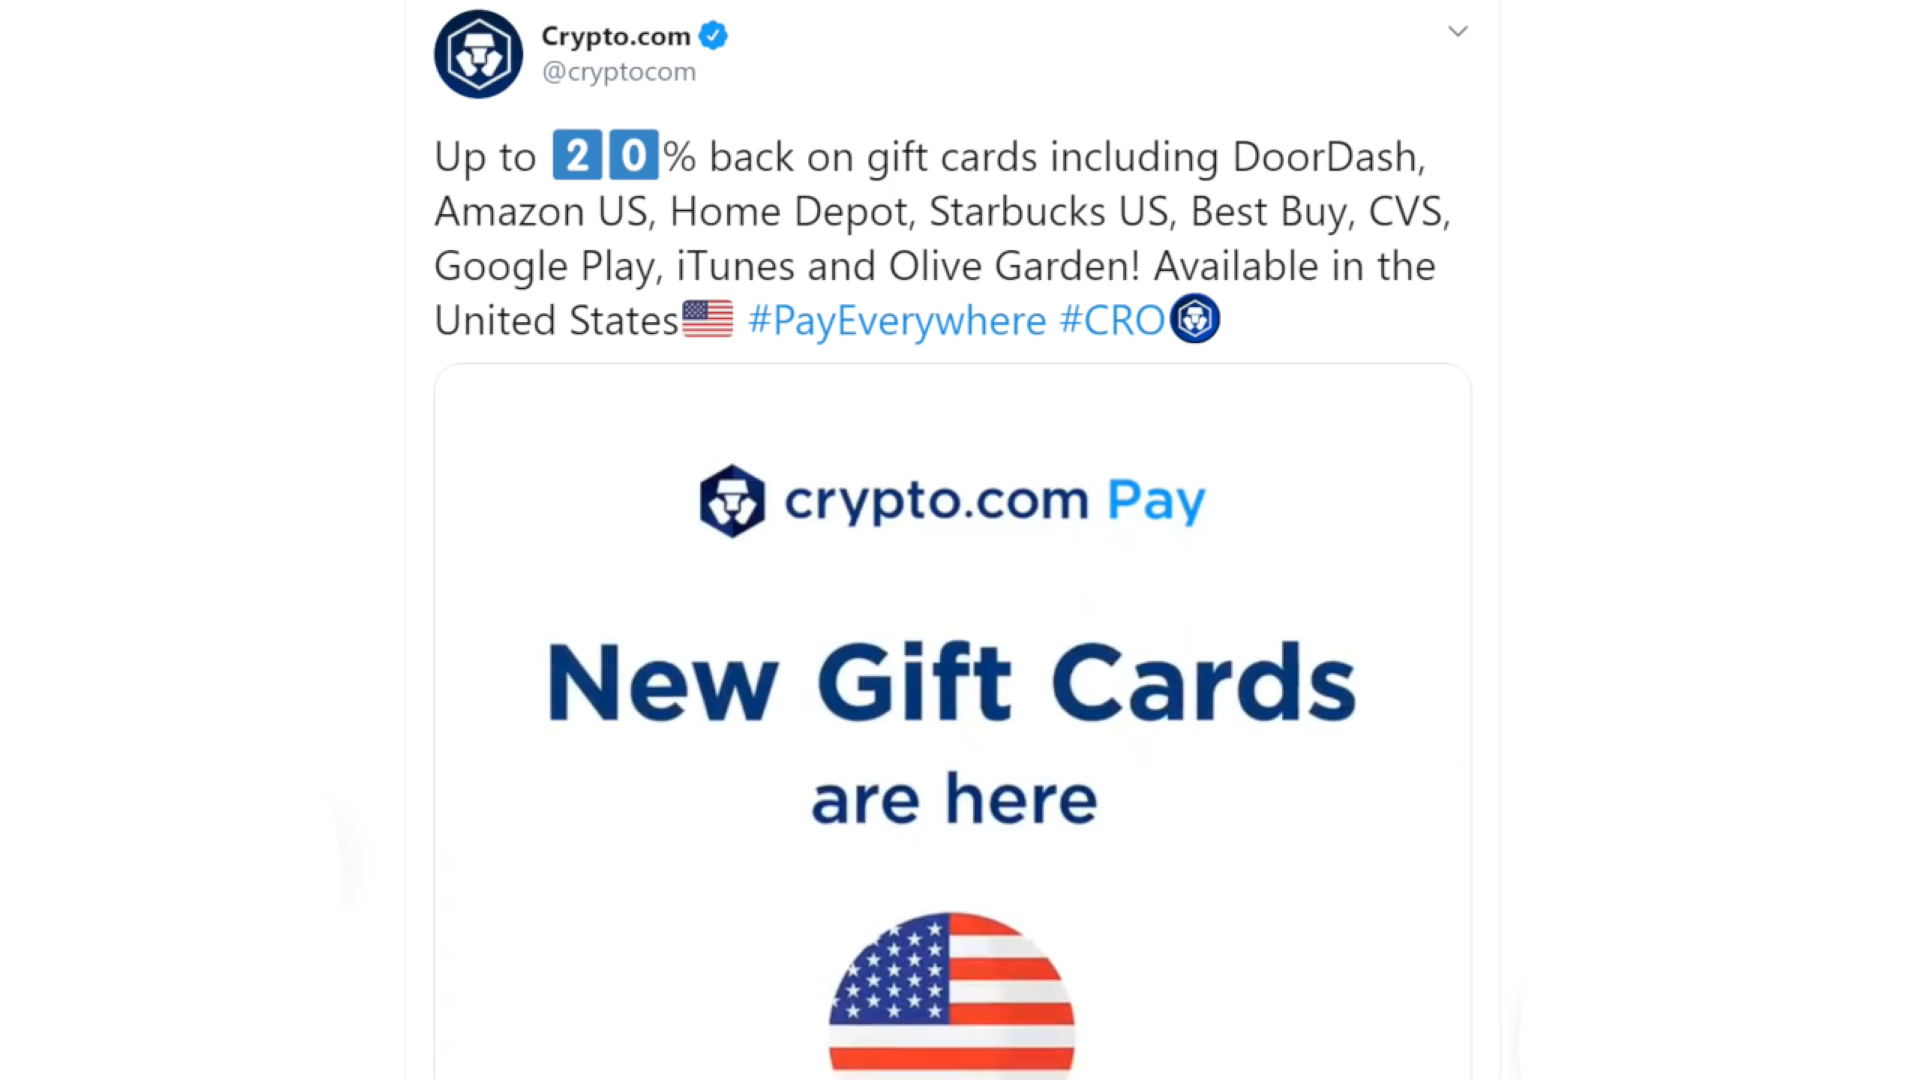 Crypto.com
@cryptocom
Up to 20% back on gift cards including DoorDash,
Amazon US, Home Depot, Starbucks US, Best Buy, CVS,
Google Play, iTunes and Olive Garden! Available in the
United States🇺🇸 #PayEverywhere #CRO
crypto.com Pay
New Gift Cards
are here